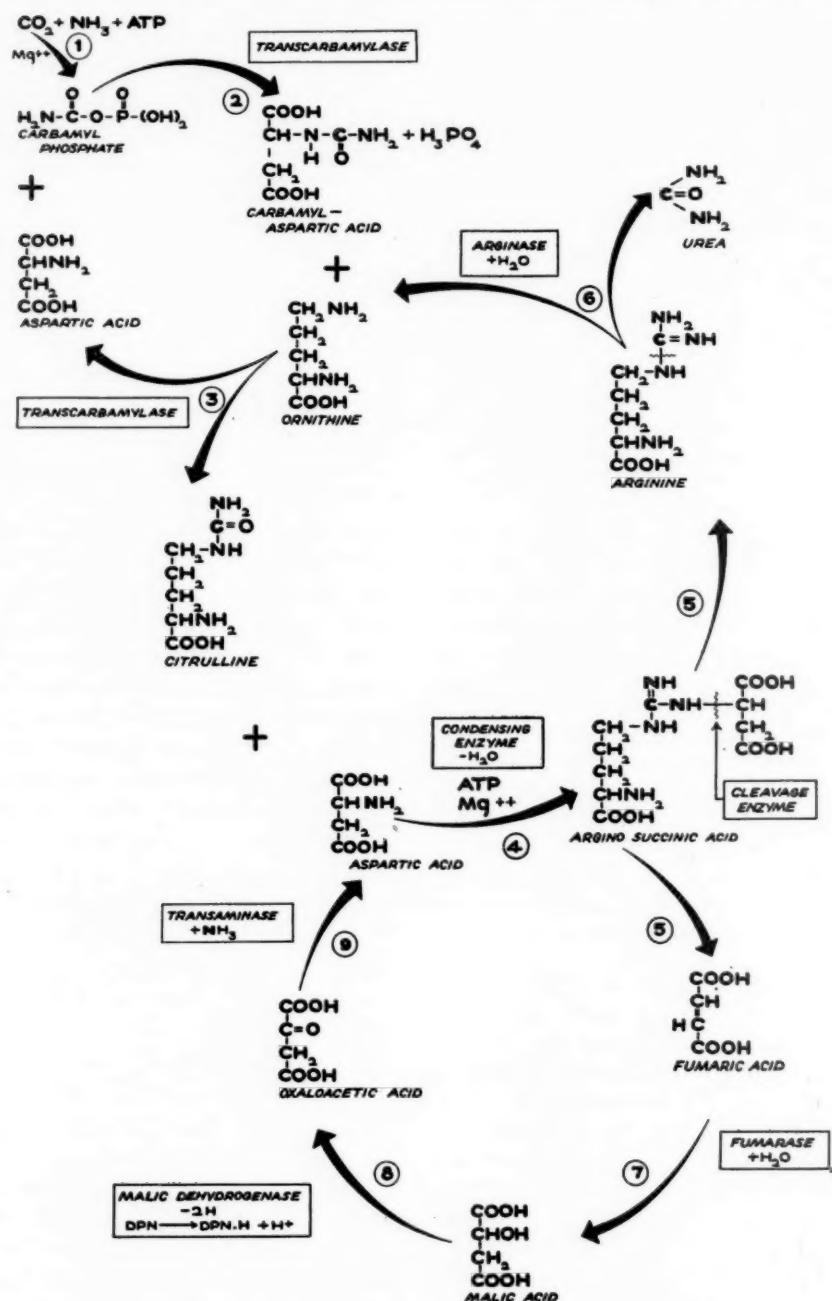 CO2 + NH3 + ATP
Mg++
1
TRANSCARBAMYLASE
2
H2N-C-O-P-(OH)2
O O
CARBAMYL
PHOSPHATE
+
COOH
CH-N-C-NH2 + H3PO4
H O
CH2
COOH
CARBAMYL-
ASPARTIC ACID
+
COOH
CHNH2
CH2
COOH
ASPARTIC ACID
TRANSCARBAMYLASE
3
CH2 NH2
CH2
CH2
CHNH2
COOH
ORNITHINE
ARGINASE
+H2O
6
NH2
C=O
NH2
UREA
NH2
C=NH
CH2-NH
CH2
CH2
CHNH2
COOH
ARGININE
5
NH2
C=O
CH2-NH
CH2
CH2
CHNH2
COOH
CITRULLINE
+
COOH
CH NH2
CH2
COOH
ASPARTIC ACID
CONDENSING
ENZYME
-H2O
ATP
Mg++
4
NH COOH
C-NH-CH
CH2-NH CH2
CH2 COOH
CH2
CHNH2
COOH
ARGINO SUCCINIC ACID
CLEAVAGE
ENZYME
5
COOH
CH
H C
COOH
FUMARIC ACID
FUMARASE
+H2O
7
COOH
CHOH
CH2
COOH
MALIC ACID
8
MALIC DEHYDROGENASE
-2H
DPN → DPN.H + H+
COOH
C=O
CH2
COOH
OXALOACETIC ACID
9
TRANSAMINASE
+NH3